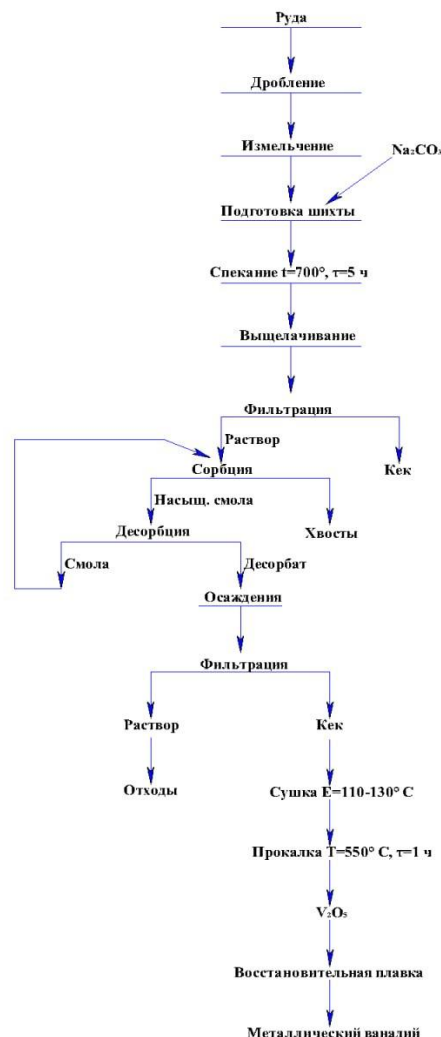 Руда
Дробление
Измельчение
Na₂CO₃
Подготовка шихты
Спекание t=700°, τ=5 ч
Выщелачивание
Фильтрация
Раствор
Сорбция
Кек
Насыщ. смола
Десорбция
Хвосты
Смола
Десорбат
Осаждения
Фильтрация
Раствор
Кек
Отходы
Сушка E=110-130° С
Прокалка T=550° С, τ=1 ч
V₂O₅
Восстановительная плавка
Металлический ванадий